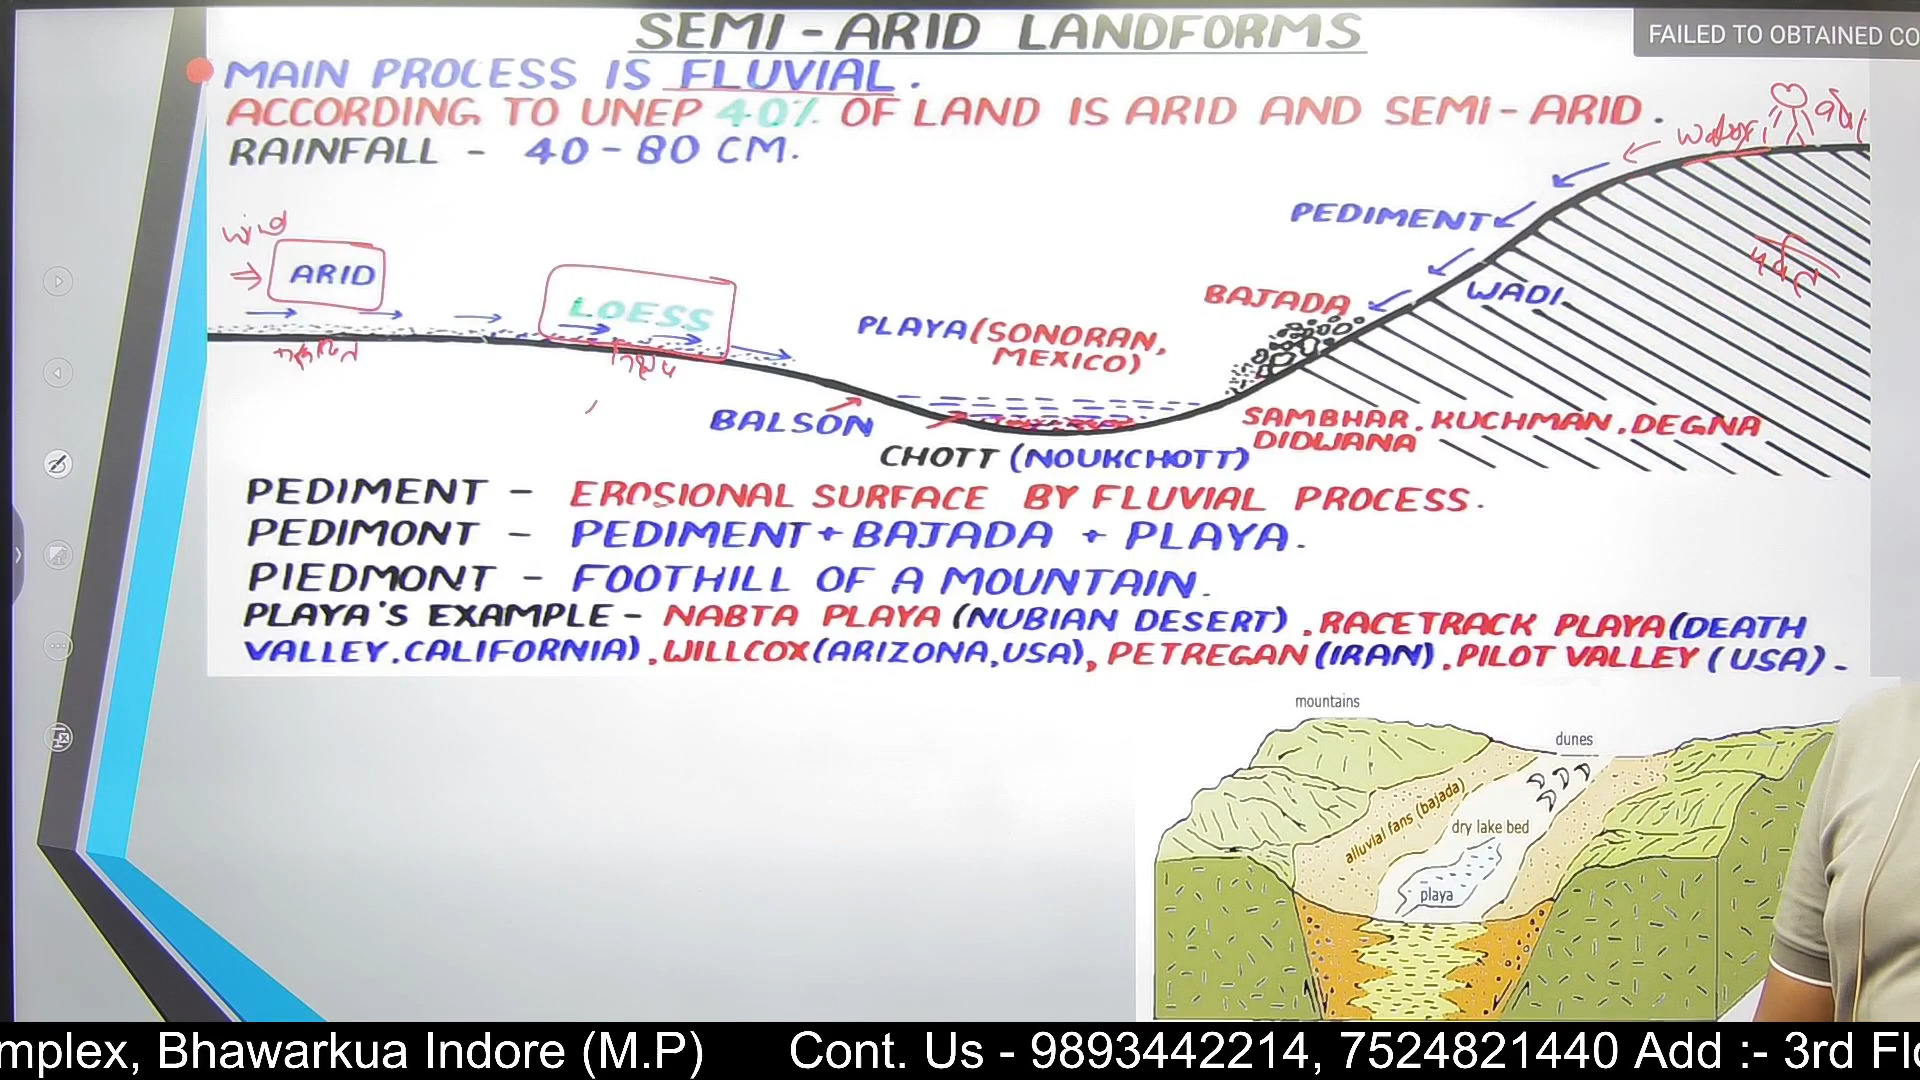 SEMI-ARID LANDFORMS
FAILED TO OBTAINED CO
MAIN PROCESS IS FLUVIAL.
ACCORDING TO UNEP 40% OF LAND IS ARID AND SEMI-ARID.
RAINFALL - 40-80 CM.
water
ARID
LOESS
PEDIMENT
WADI
BAJADA
PLAYA (SONORAN,
MEXICO)
BALSON
CHOTT (NOUKCHOTT)
SAMBHAR, KUCHMAN, DEGNA
DIDWANA
PEDIMENT - EROSIONAL SURFACE BY FLUVIAL PROCESS.
PEDIMONT - PEDIMENT + BAJADA + PLAYA.
PIEDMONT - FOOTHILL OF A MOUNTAIN.
PLAYA'S EXAMPLE - NABTA PLAYA (NUBIAN DESERT), RACETRACK PLAYA (DEATH
VALLEY, CALIFORNIA), WILLCOX (ARIZONA, USA), PETREGAN (IRAN), PILOT VALLEY (USA) -
mountains
dunes
alluvial fans (bajada)
dry lake bed
playa
mplex, Bhawarkua Indore (M.P) Cont. Us - 9893442214, 7524821440 Add :- 3rd Flo